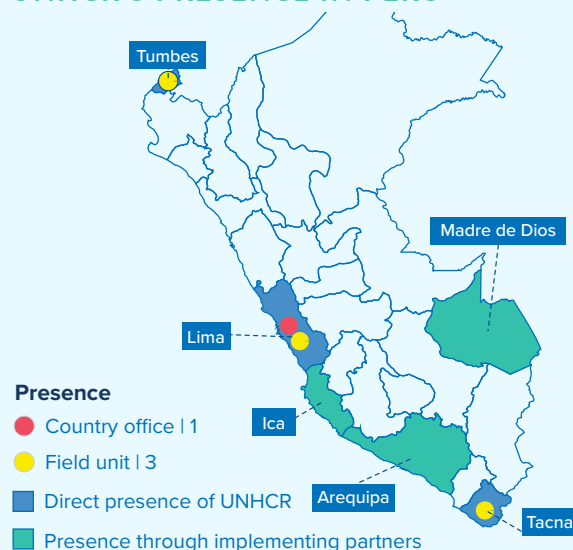 Tumbes
Madre de Dios
Lima
Presence
Country office | 1
Ica
Field unit | 3
Arequipa
Direct presence of UNHCR
Tacna
Presence through implementing partners